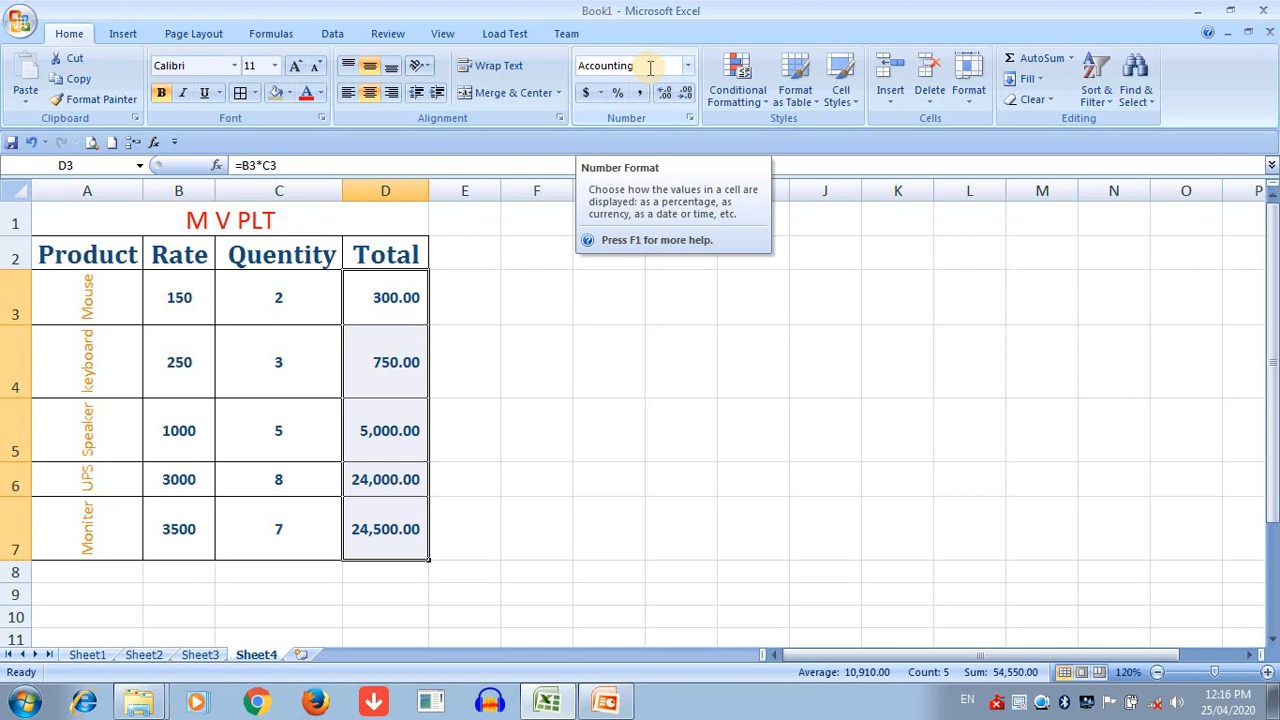 Book1 - Microsoft Excel
Home Insert Page Layout Formulas Data Review View Load Test Team
Paste
Cut
Copy
Format Painter
Clipboard
Calibri 11
B I U
Font
Wrap Text
Merge & Center
Alignment
Accounting
$ % ,
Number
Conditional Formatting
Format as Table
Cell Styles
Styles
Insert Delete Format
Cells
AutoSum
Fill
Clear
Sort & Filter
Find & Select
Editing
D3 fx =B3*C3
Number Format
Choose how the values in a cell are
displayed: as a percentage, as
currency, as a date or time, etc.
Press F1 for more help.
A B C D E F J K L M N O P
1 M V PLT
2 Product Rate Quentity Total
3 Mouse 150 2 300.00
4 keyboard 250 3 750.00
5 Speaker 1000 5 5,000.00
6 UPS 3000 8 24,000.00
7 Moniter 3500 7 24,500.00
8
9
10
11
Sheet1 Sheet2 Sheet3 Sheet4
Ready Average: 10,910.00 Count: 5 Sum: 54,550.00 120%
EN
12:16 PM
25/04/2020